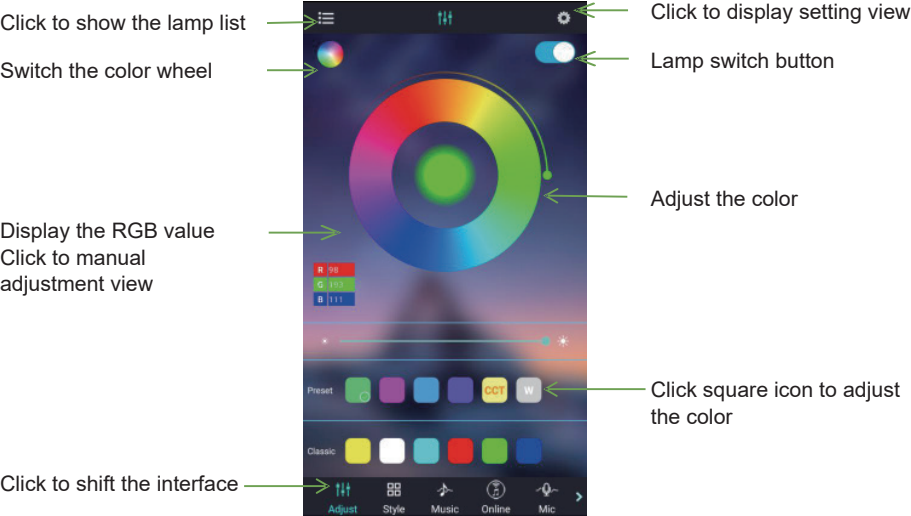 Click to show the lamp list
Click to display setting view
Switch the color wheel
Lamp switch button
Adjust the color
Display the RGB value
Click to manual
adjustment view
R 98
G 193
B 111
Preset CCT W
Click square icon to adjust
the color
Classic
Click to shift the interface
Adjust Style Music Online Mic